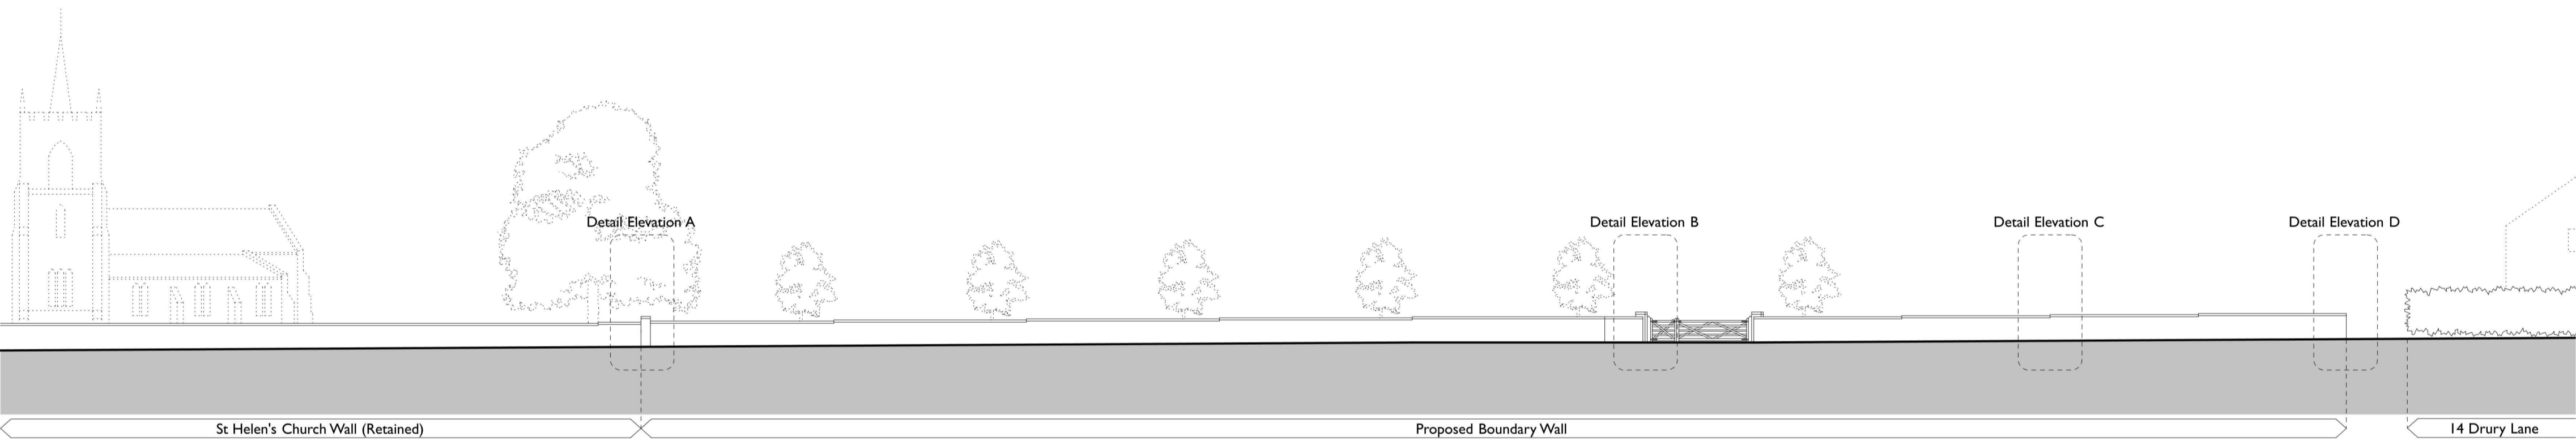 Detail Elevation A
Detail Elevation B
Detail Elevation C
Detail Elevation D
St Helen's Church Wall (Retained)
Proposed Boundary Wall
14 Drury Lane